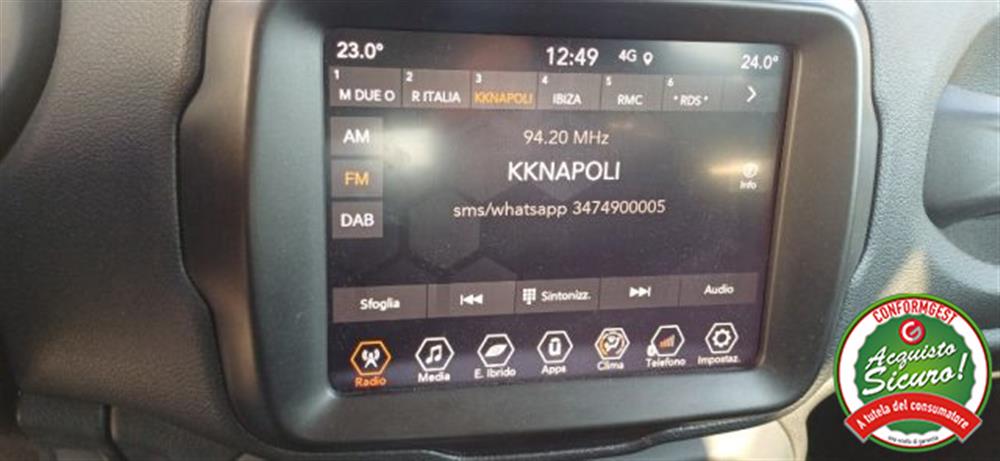 23.0° 12:49 4G 24.0°
1 M DUE O 2 R ITALIA 3 KKNAPOLI 4 IBIZA 5 RMC 6 * RDS *
AM
94.20 MHz
FM
KKNAPOLI
Info
DAB
sms/whatsapp 3474900005
Sfoglia Sintonizz. Audio
Radio Media E. Ibrido Apps Clima Telefono Impostaz.
CONFORMGEST
G
Acquisto
Sicuro!
A tutela del consumatore